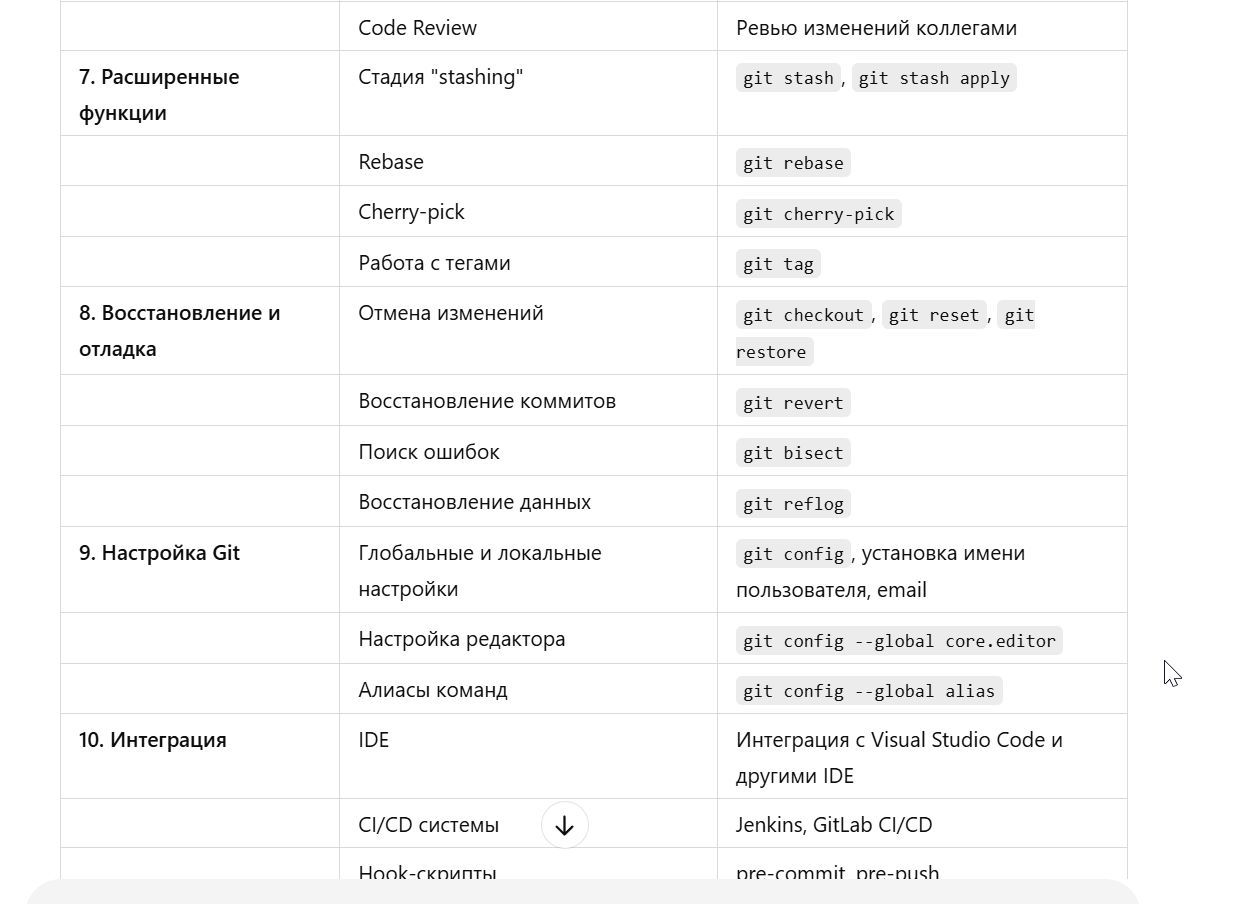 Code Review
Ревью изменений коллегами
7. Расширенные
функции
Стадия "stashing"
git stash, git stash apply
Rebase
git rebase
Cherry-pick
git cherry-pick
Работа с тегами
git tag
8. Восстановление и
отладка
Отмена изменений
git checkout, git reset, git
restore
Восстановление коммитов
git revert
Поиск ошибок
git bisect
Восстановление данных
git reflog
9. Настройка Git
Глобальные и локальные
настройки
git config, установка имени
пользователя, email
Настройка редактора
git config --global core.editor
Алиасы команд
git config --global alias
10. Интеграция
IDE
Интеграция с Visual Studio Code и
другими IDE
CI/CD системы
Jenkins, GitLab CI/CD
Hook-скрипты
pre-commit, pre-push